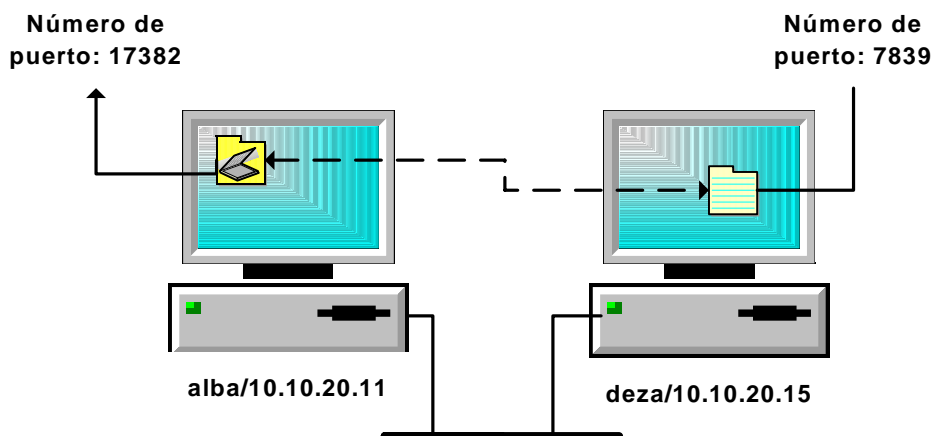 Número de
puerto: 17382
Número de
puerto: 7839
alba/10.10.20.11
deza/10.10.20.15